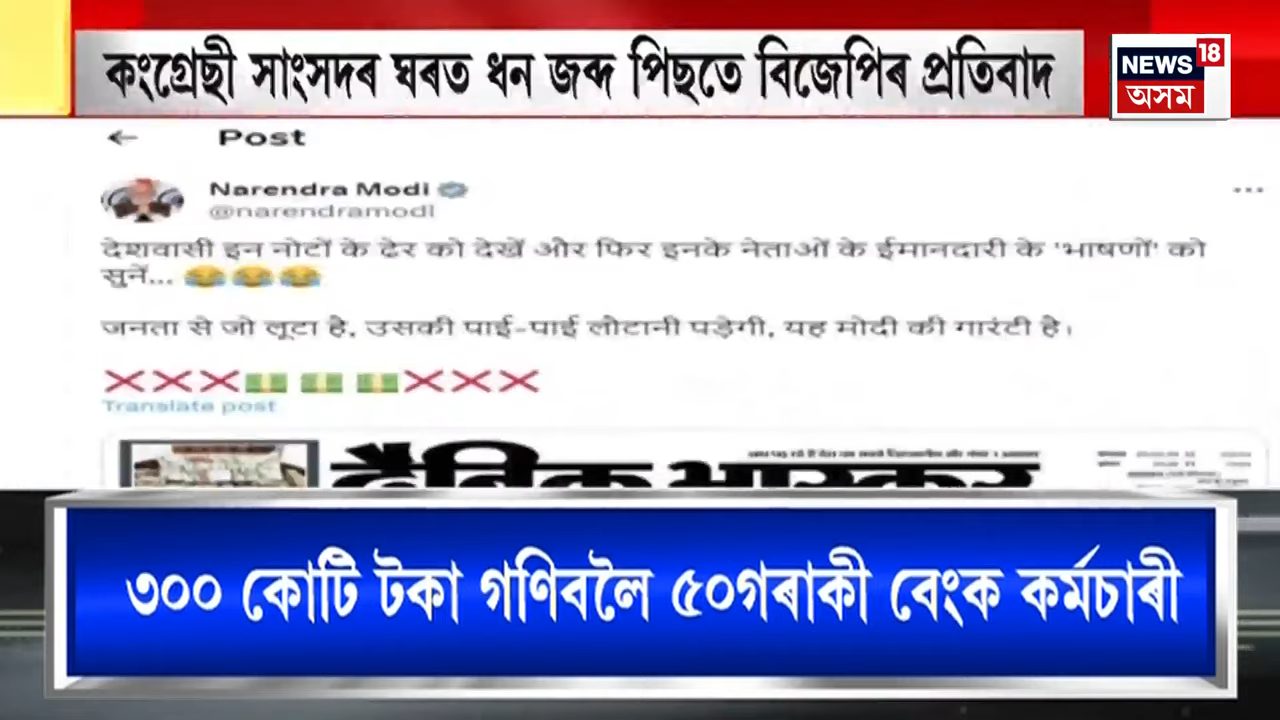 কংগ্ৰেছী সাংসদৰ ঘৰত ধন জব্দ পিছতে বিজেপিৰ প্ৰতিবাদ
NEWS 18
অসম
Post
Narendra Modi
@narendramodi
देशवासी इन नोटों के ढेर को देखें और फिर इनके नेताओं के ईमानदारी के 'भाषणों' को
सुनें... 😂😂😂
जनता से जो लूटा है, उसकी पाई-पाई लौटानी पड़ेगी, यह मोदी की गारंटी है।
❌❌❌💵💵💵❌❌❌
Translate post
दैनिक भास्कर
৩০০ কোটি টকা গণিবলৈ ৫০গৰাকী বেংক কৰ্মচাৰী